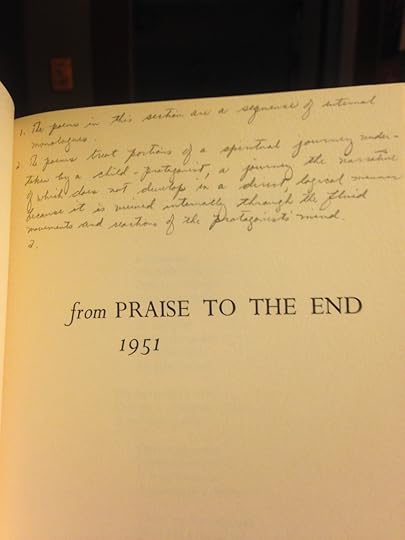 1. The poems in this section are a sequence of internal
monologues.
2. The poems treat portions of a spiritual journey under-
taken by a child-protagonist, a journey the narrative
of which does not develop in a direct, logical manner
because it is viewed internally through the fluid
movements and reactions of the protagonist's mind.
3.
from PRAISE TO THE END
1951